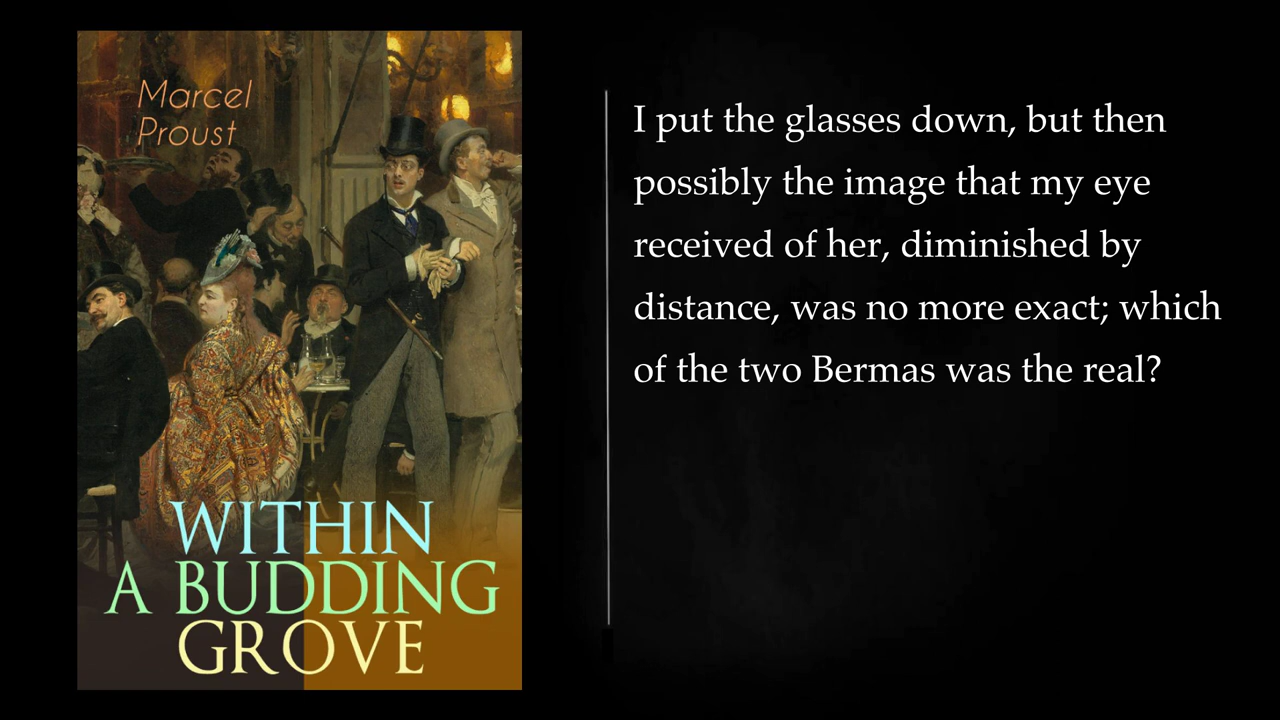 Marcel
Proust
WITHIN
A BUDDING
GROVE
I put the glasses down, but then
possibly the image that my eye
received of her, diminished by
distance, was no more exact; which
of the two Bermas was the real?